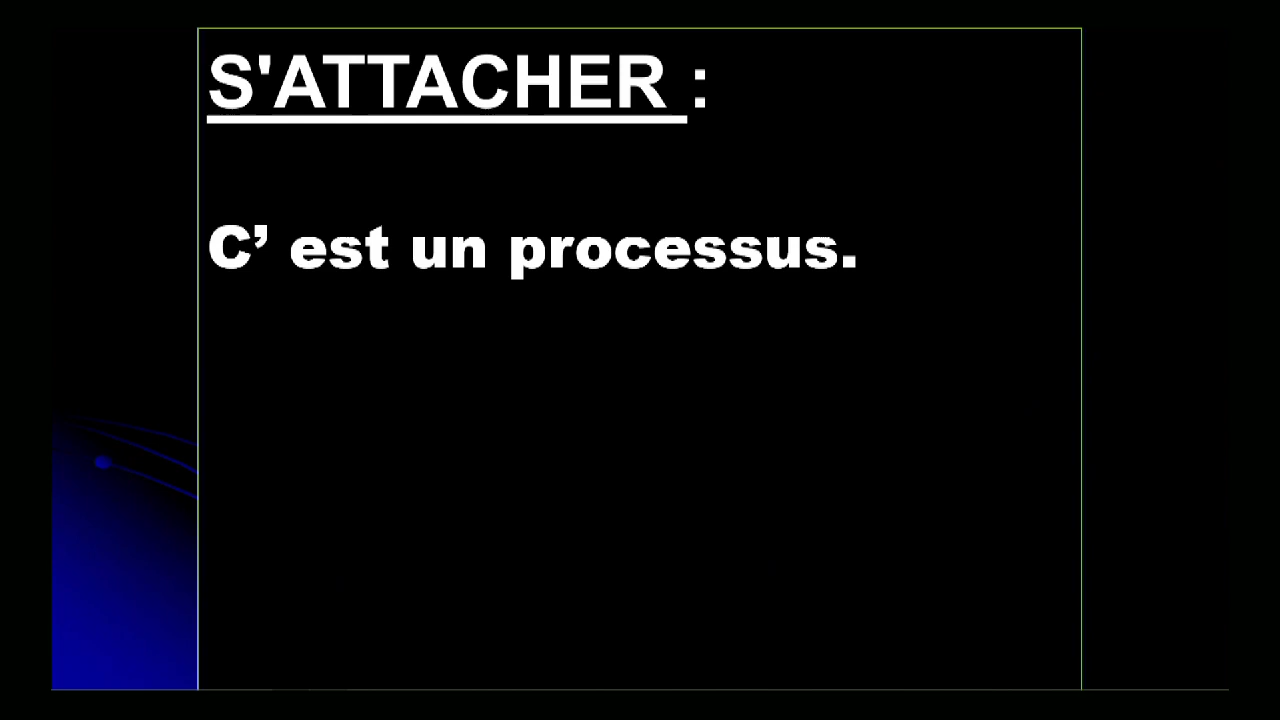 S'ATTACHER :
C’ est un processus.